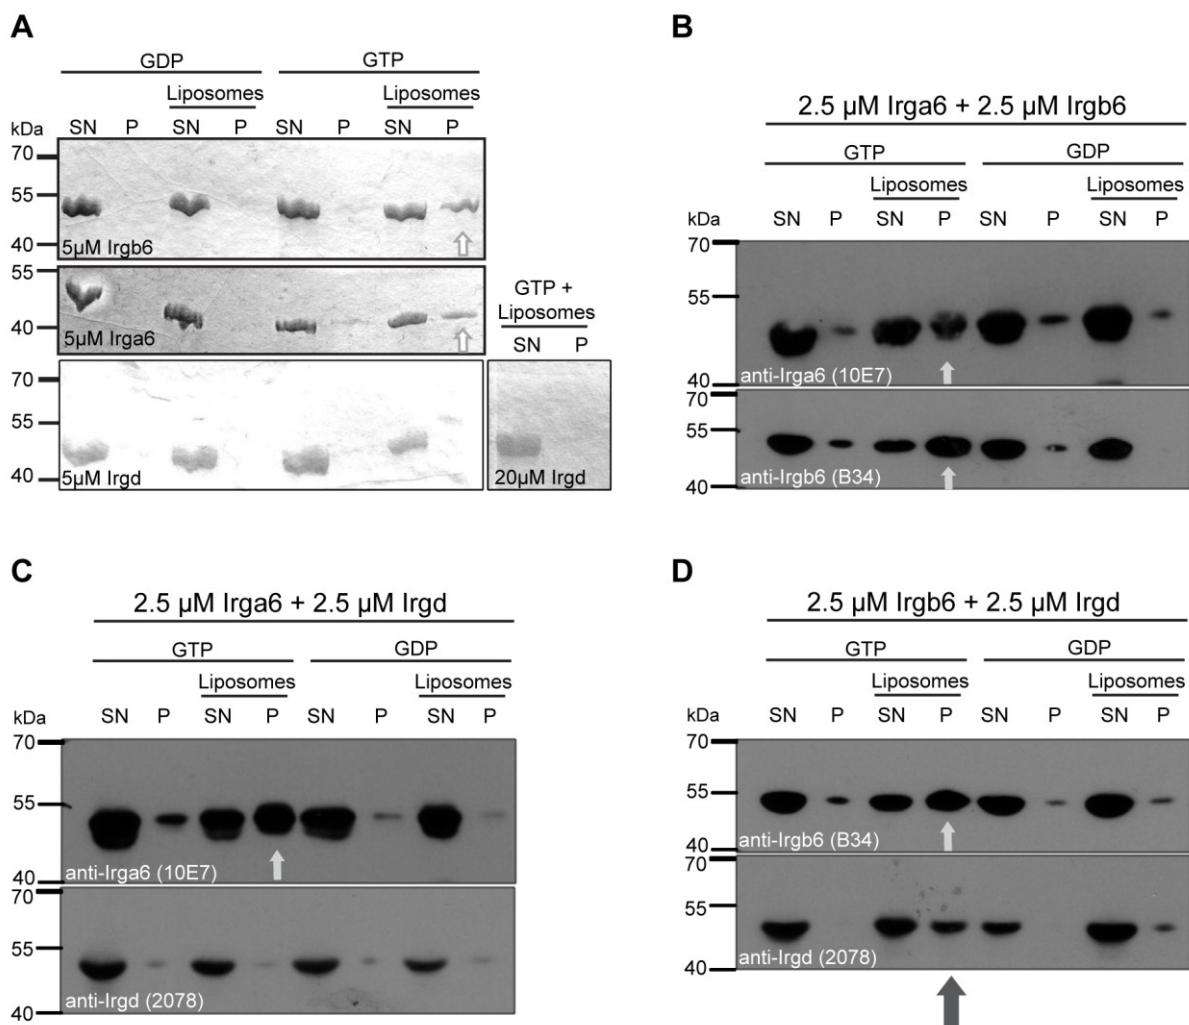 A
GDP GTP
Liposomes Liposomes
kDa SN P SN P SN P SN P
70
55
40
5µM Irgb6
55
40
5µM Irga6
GTP +
Liposomes
SN P
70
55
40
5µM Irgd
20µM Irgd
B
2.5 µM Irga6 + 2.5 µM Irgb6
GTP GDP
Liposomes Liposomes
kDa SN P SN P SN P SN P
70
55
40
anti-Irga6 (10E7)
70
55
40
anti-Irgb6 (B34)
C
2.5 µM Irga6 + 2.5 µM Irgd
GTP GDP
Liposomes Liposomes
kDa SN P SN P SN P SN P
70
55
40
anti-Irga6 (10E7)
55
40
anti-Irgd (2078)
D
2.5 µM Irgb6 + 2.5 µM Irgd
GTP GDP
Liposomes Liposomes
kDa SN P SN P SN P SN P
70
55
40
anti-Irgb6 (B34)
70
55
40
anti-Irgd (2078)